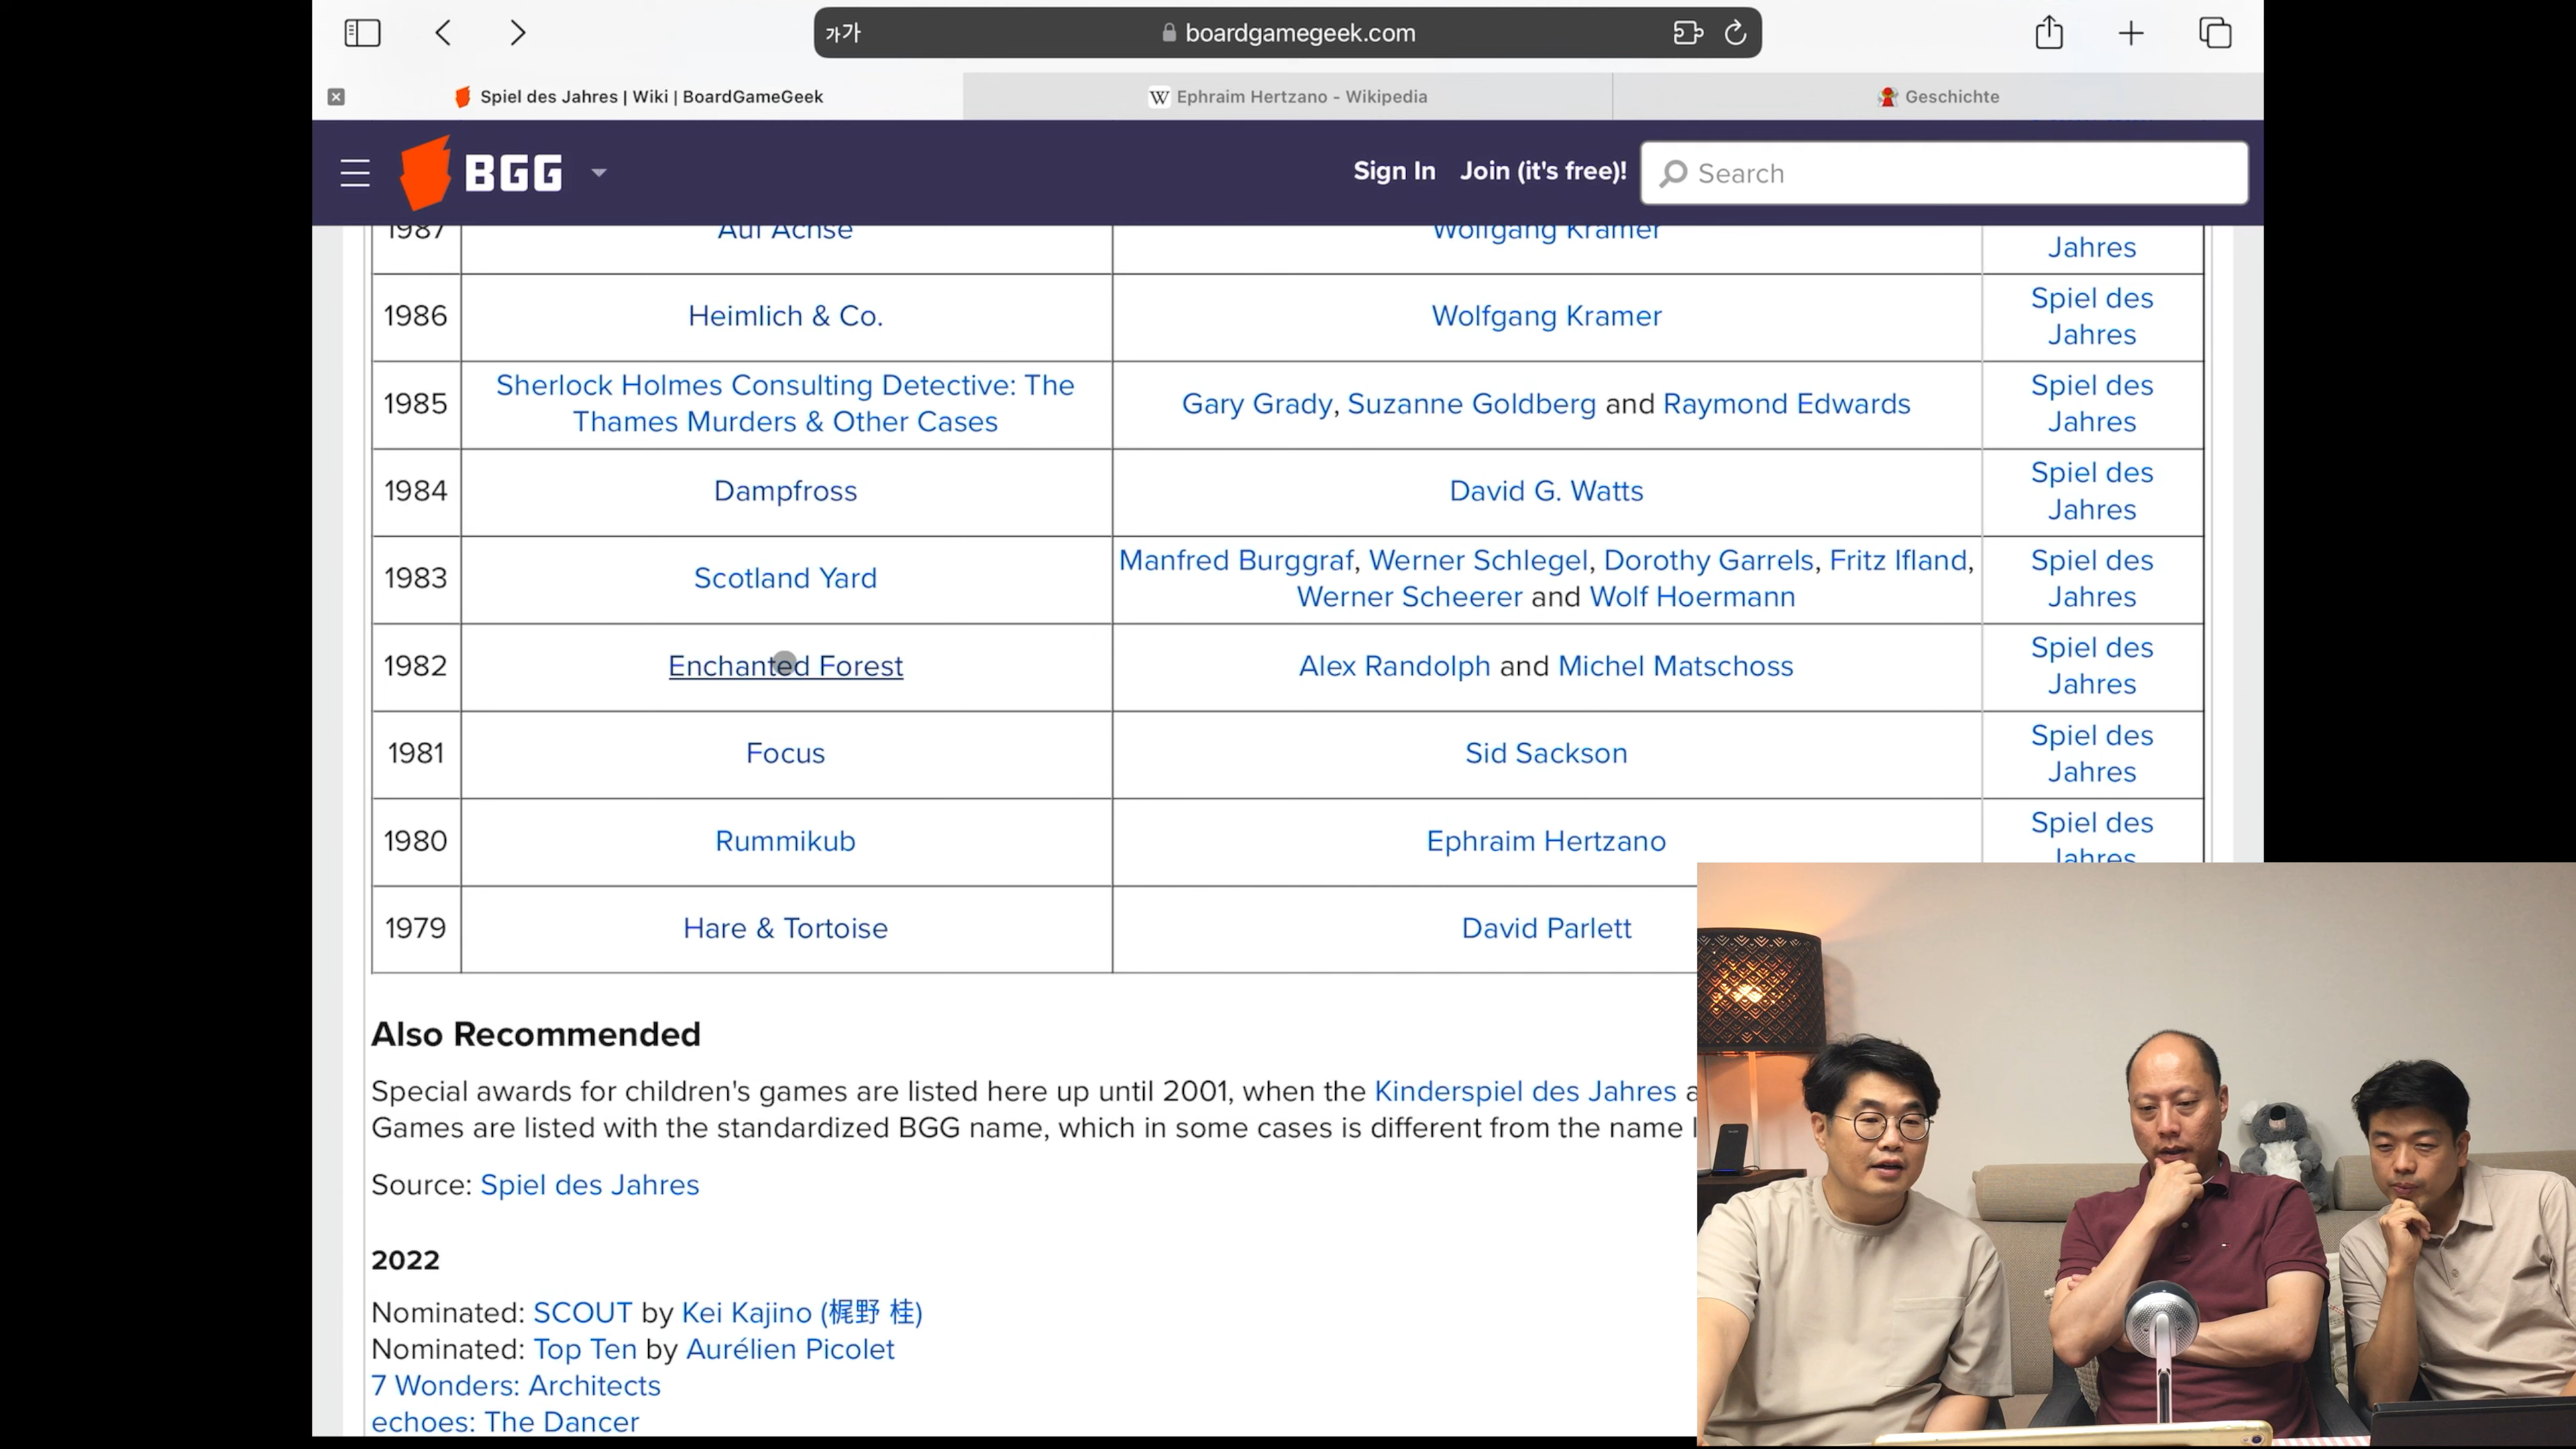 가가
boardgamegeek.com
Spiel des Jahres | Wiki | BoardGameGeek
W Ephraim Hertzano - Wikipedia
Geschichte
BGG
Sign In Join (it's free)!
Search
1987 Auf Achse Wolfgang Kramer
Jahres
1986 Heimlich & Co. Wolfgang Kramer Spiel des
Jahres
1985 Sherlock Holmes Consulting Detective: The
Thames Murders & Other Cases Gary Grady, Suzanne Goldberg and Raymond Edwards Spiel des
Jahres
1984 Dampfross David G. Watts Spiel des
Jahres
1983 Scotland Yard Manfred Burggraf, Werner Schlegel, Dorothy Garrels, Fritz Ifland,
Werner Scheerer and Wolf Hoermann Spiel des
Jahres
1982 Enchanted Forest Alex Randolph and Michel Matschoss Spiel des
Jahres
1981 Focus Sid Sackson Spiel des
Jahres
1980 Rummikub Ephraim Hertzano Spiel des
Jahres
1979 Hare & Tortoise David Parlett
Also Recommended
Special awards for children's games are listed here up until 2001, when the Kinderspiel des Jahres
Games are listed with the standardized BGG name, which in some cases is different from the name
Source: Spiel des Jahres
2022
Nominated: SCOUT by Kei Kajino (梶野 桂)
Nominated: Top Ten by Aurélien Picolet
7 Wonders: Architects
echoes: The Dancer